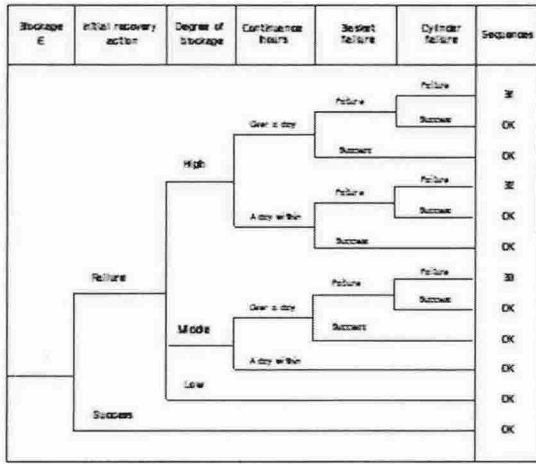 Blockage Initial recovery Degree of Continuence Basket Cylinder Sequences
E action blockage hours failure failure
Failure
Failure
Over a day Success OK
High Success OK
Failure
Failure
A day within Success OK
Success OK
Failure
Failure Failure
Over a day Success OK
Middle Success OK
A day within OK
Low OK
Success OK